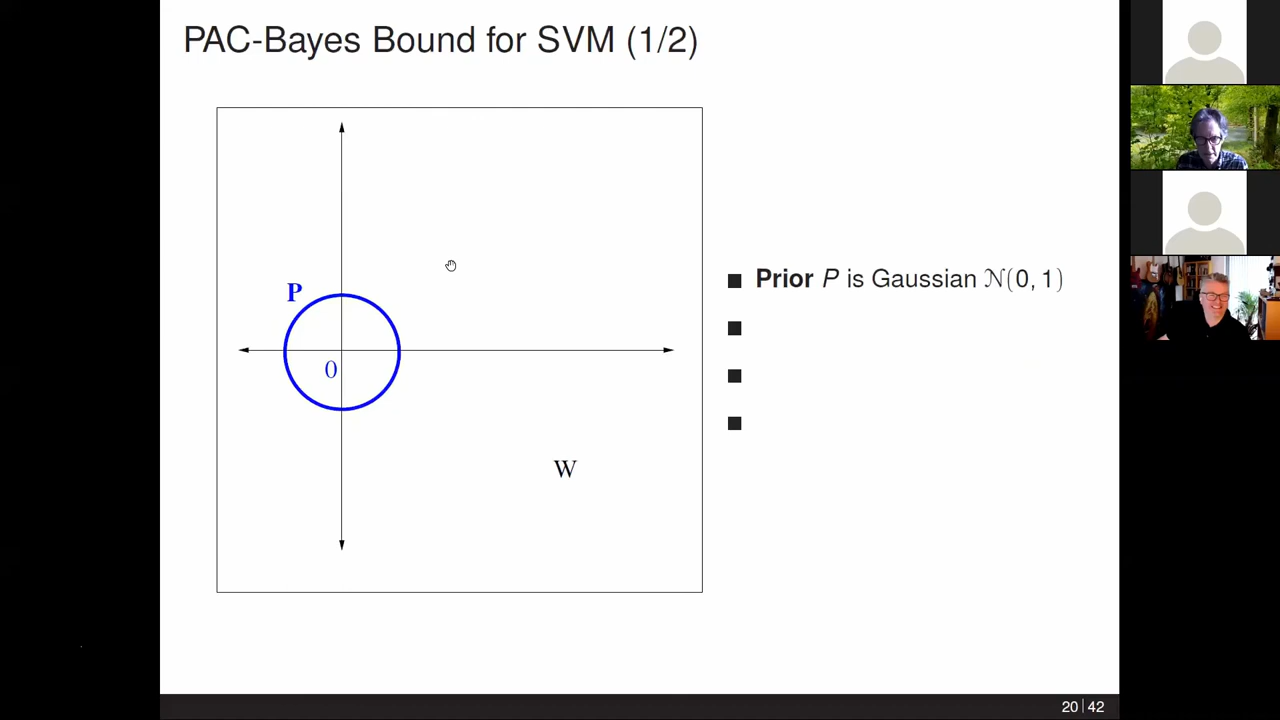 PAC-Bayes Bound for SVM (1/2)
P
0
W
Prior P is Gaussian 𝒩(0, 1)
20 | 42